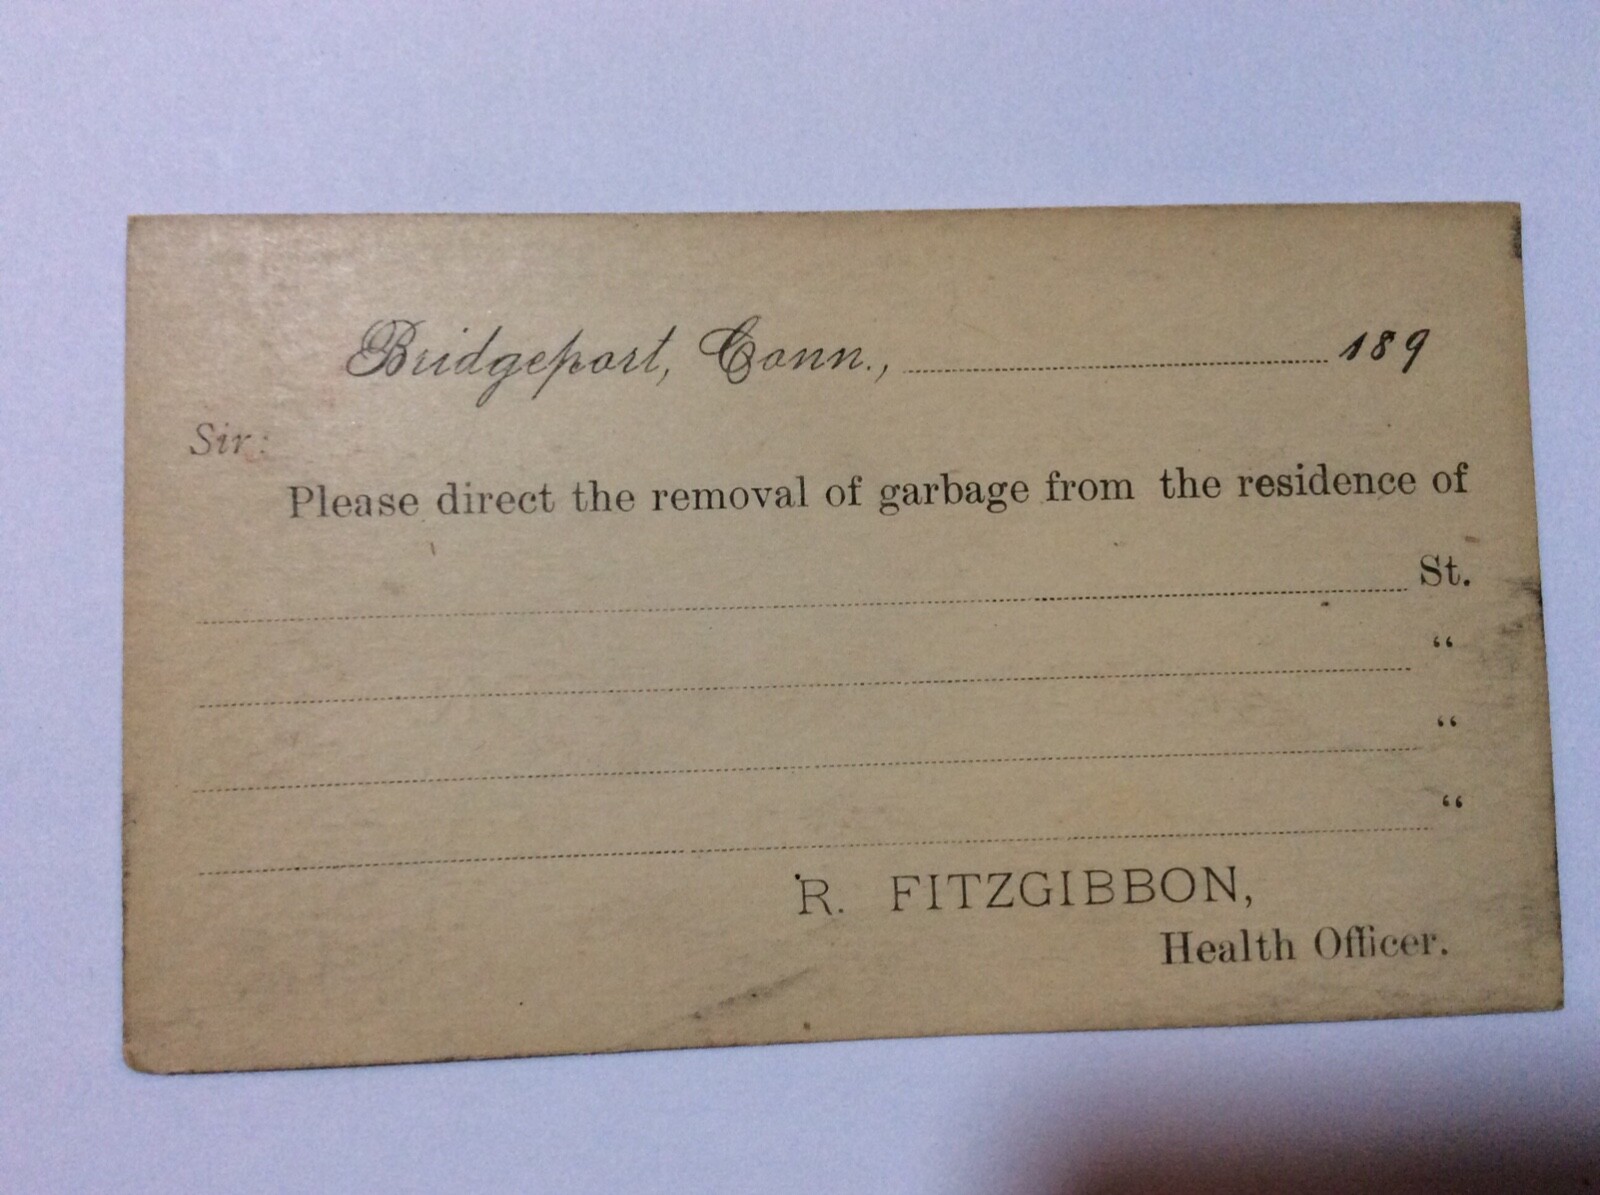 Bridgeport, Conn., 189
Sir:
Please direct the removal of garbage from the residence of
St.
“
“
“
R. FITZGIBBON,
Health Officer.